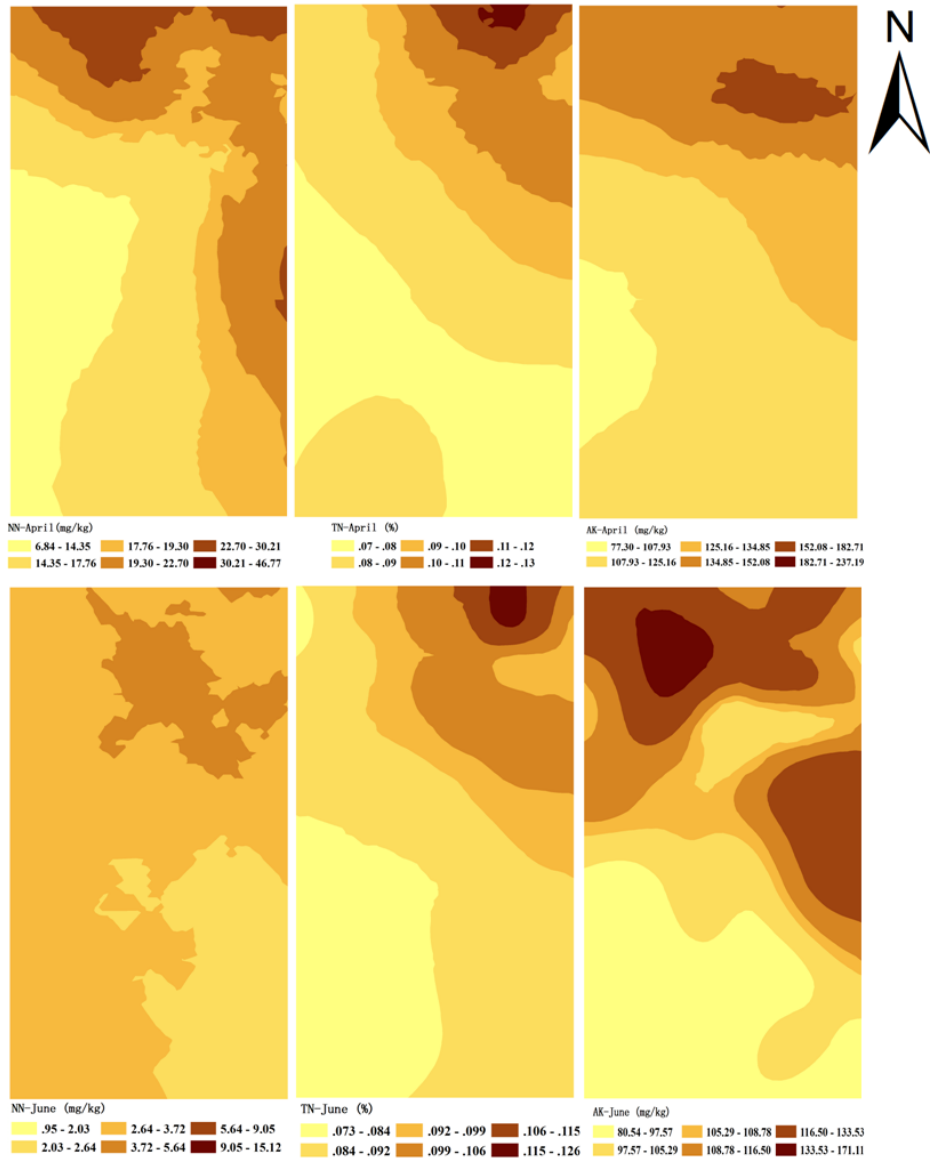 N
NN-April(mg/kg)
6.84 - 14.35 17.76 - 19.30 22.70 - 30.21
14.35 - 17.76 19.30 - 22.70 30.21 - 46.77
TN-April (%)
.07 - .08 .09 - .10 .11 - .12
.08 - .09 .10 - .11 .12 - .13
AK-April (mg/kg)
77.30 - 107.93 125.16 - 134.85 152.08 - 182.71
107.93 - 125.16 134.85 - 152.08 182.71 - 237.19
NN-June (mg/kg)
.95 - 2.03 2.64 - 3.72 5.64 - 9.05
2.03 - 2.64 3.72 - 5.64 9.05 - 15.12
TN-June (%)
.073 - .084 .092 - .099 .106 - .115
.084 - .092 .099 - .106 .115 - .126
AK-June (mg/kg)
80.54 - 97.57 105.29 - 108.78 116.50 - 133.53
97.57 - 105.29 108.78 - 116.50 133.53 - 171.11